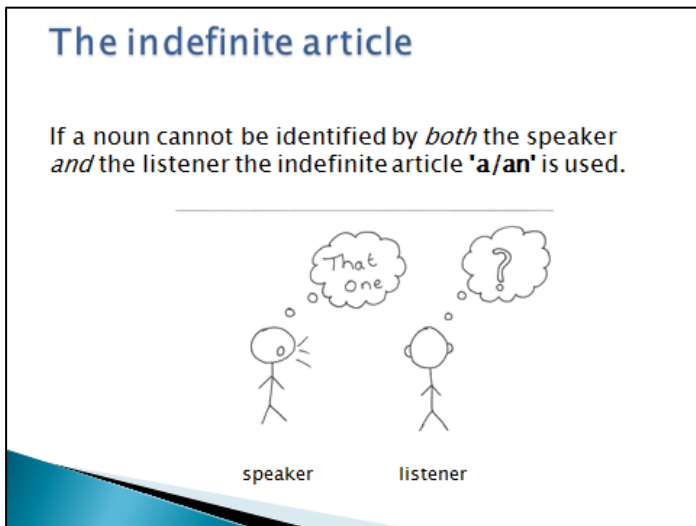 The indefinite article
If a noun cannot be identified by both the speaker
and the listener the indefinite article 'a/an' is used.
That
one
?
speaker
listener